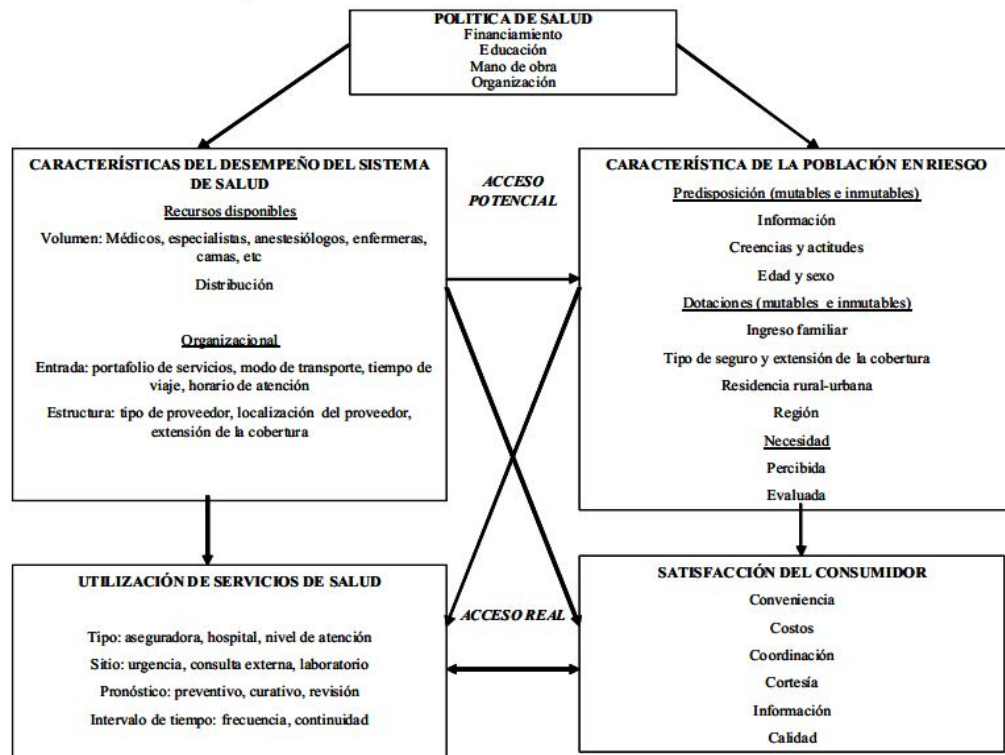 POLITICA DE SALUD
Financiamiento
Educación
Mano de obra
Organización
CARACTERÍSTICAS DEL DESEMPEÑO DEL SISTEMA
DE SALUD
Recursos disponibles
Volumen: Médicos, especialistas, anestesiólogos, enfermeras,
camas, etc
Distribución
Organizacional
Entrada: portafolio de servicios, modo de transporte, tiempo de
viaje, horario de atención
Estructura: tipo de proveedor, localización del proveedor,
extensión de la cobertura
ACCESO
POTENCIAL
CARACTERÍSTICA DE LA POBLACIÓN EN RIESGO
Predisposición (mutables e inmutables)
Información
Creencias y actitudes
Edad y sexo
Dotaciones (mutables e inmutables)
Ingreso familiar
Tipo de seguro y extensión de la cobertura
Residencia rural-urbana
Región
Necesidad
Percibida
Evaluada
UTILIZACIÓN DE SERVICIOS DE SALUD
Tipo: aseguradora, hospital, nivel de atención
Sitio: urgencia, consulta externa, laboratorio
Pronóstico: preventivo, curativo, revisión
Intervalo de tiempo: frecuencia, continuidad
ACCESO REAL
SATISFACCIÓN DEL CONSUMIDOR
Conveniencia
Costos
Coordinación
Cortesía
Información
Calidad